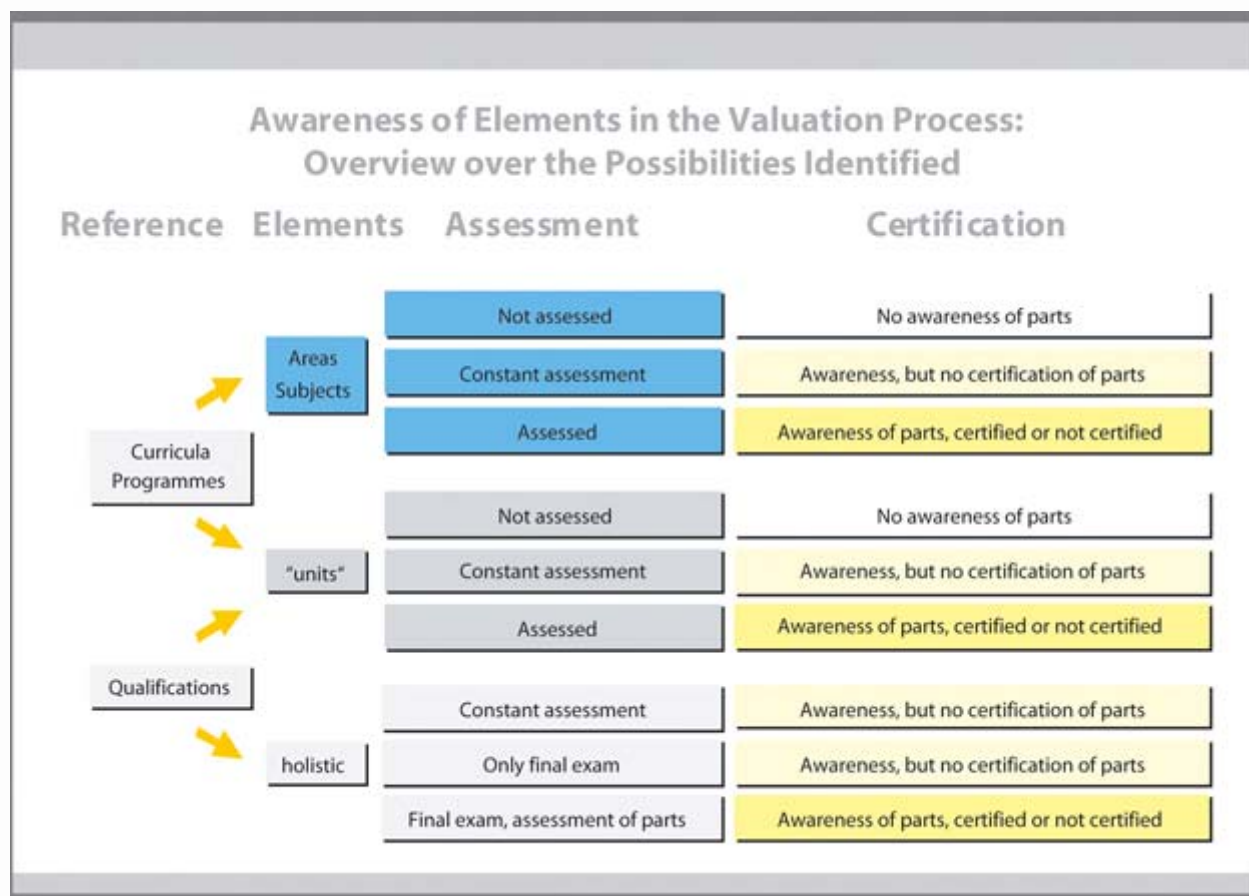 Awareness of Elements in the Valuation Process:
Overview over the Possibilities Identified
Reference Elements Assessment Certification
Not assessed No awareness of parts
Areas
Subjects
Constant assessment Awareness, but no certification of parts
Assessed Awareness of parts, certified or not certified
Curricula
Programmes
Not assessed No awareness of parts
"units" Constant assessment Awareness, but no certification of parts
Assessed Awareness of parts, certified or not certified
Qualifications
Constant assessment Awareness, but no certification of parts
holistic Only final exam Awareness, but no certification of parts
Final exam, assessment of parts Awareness of parts, certified or not certified